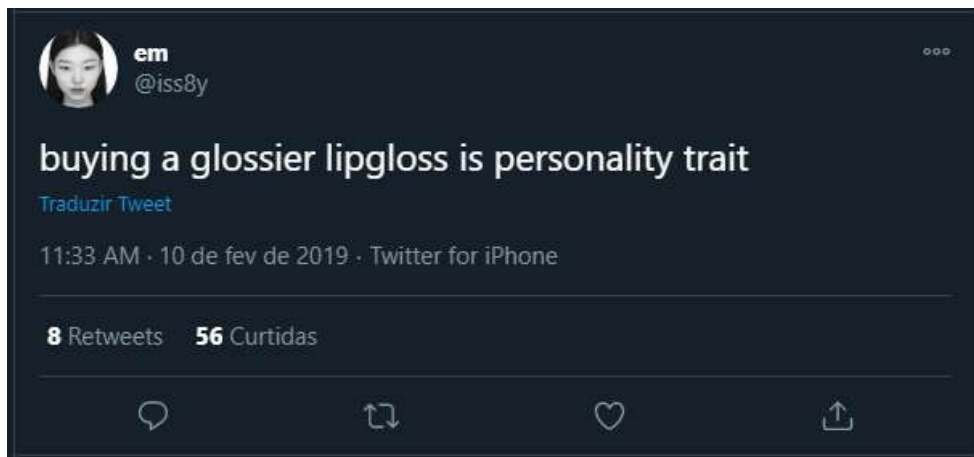 em
@iss8y
buying a glossier lipgloss is personality trait
Traduzir Tweet
11:33 AM · 10 de fev de 2019 · Twitter for iPhone
8 Retweets 56 Curtidas